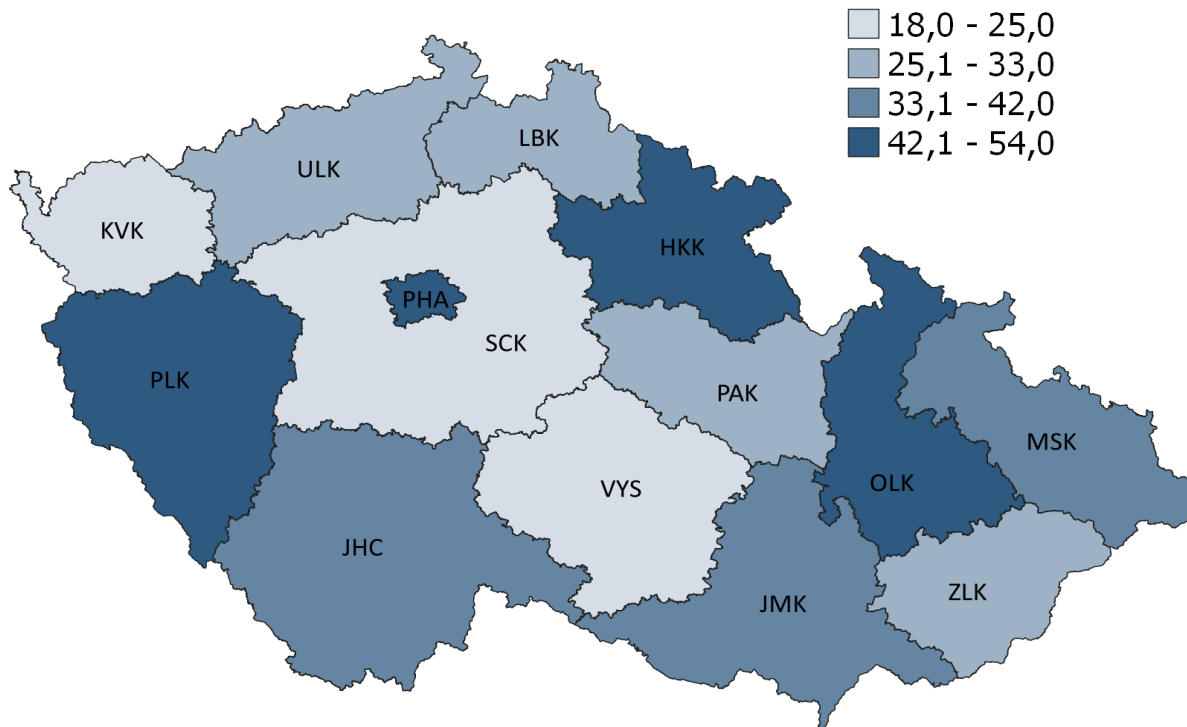 18,0 - 25,0
25,1 - 33,0
33,1 - 42,0
42,1 - 54,0
LBK
ULK
KVK
HKK
PHA
SCK
PLK
PAK
MSK
OLK
VYS
JHC
ZLK
JMK